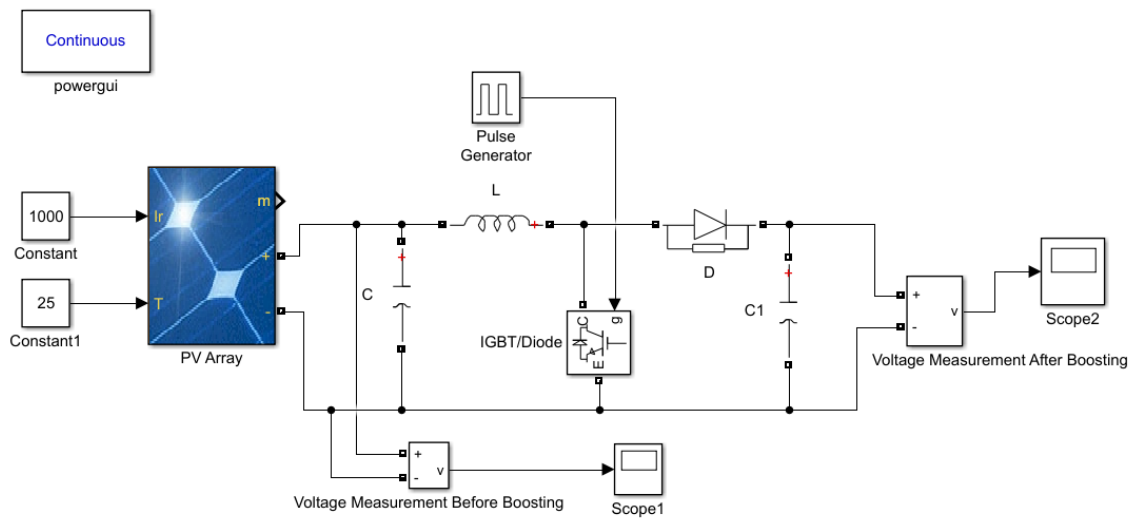 Continuous
powergui
Pulse
Generator
L
1000
Constant
Ir
m
+
+
D
25
Constant1
T
-
PV Array
+
C
IGBT/Diode
C
g
E
+
C1
+
-
v
Scope2
Voltage Measurement After Boosting
+
-
v
Voltage Measurement Before Boosting
Scope1